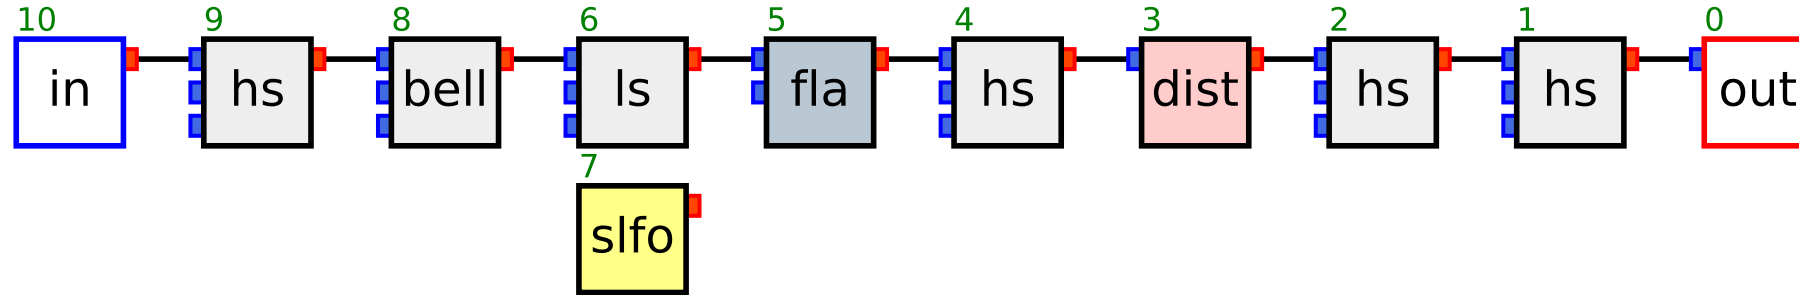 10 9 8 6 5 4 3 2 1 0
in hs bell ls fla hs dist hs hs out
7
slfo